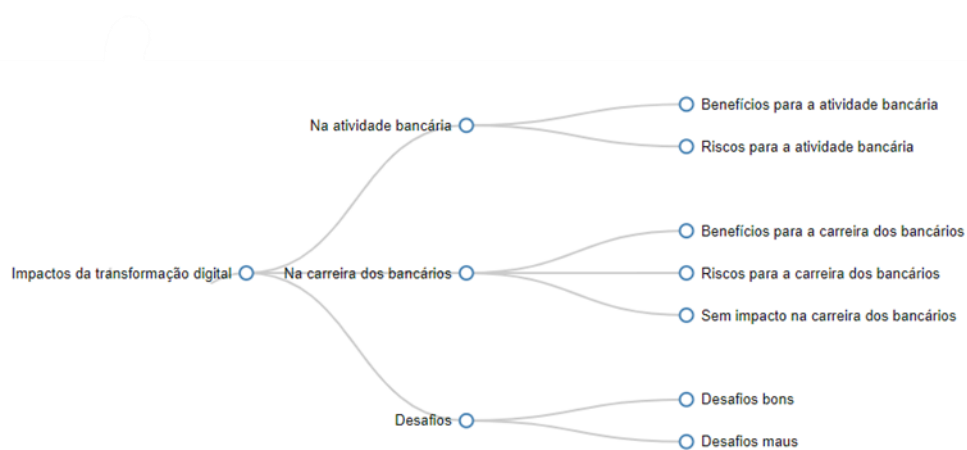 Impactos da transformação digital
Na atividade bancária
Benefícios para a atividade bancária
Riscos para a atividade bancária
Na carreira dos bancários
Benefícios para a carreira dos bancários
Riscos para a carreira dos bancários
Sem impacto na carreira dos bancários
Desafios
Desafios bons
Desafios maus